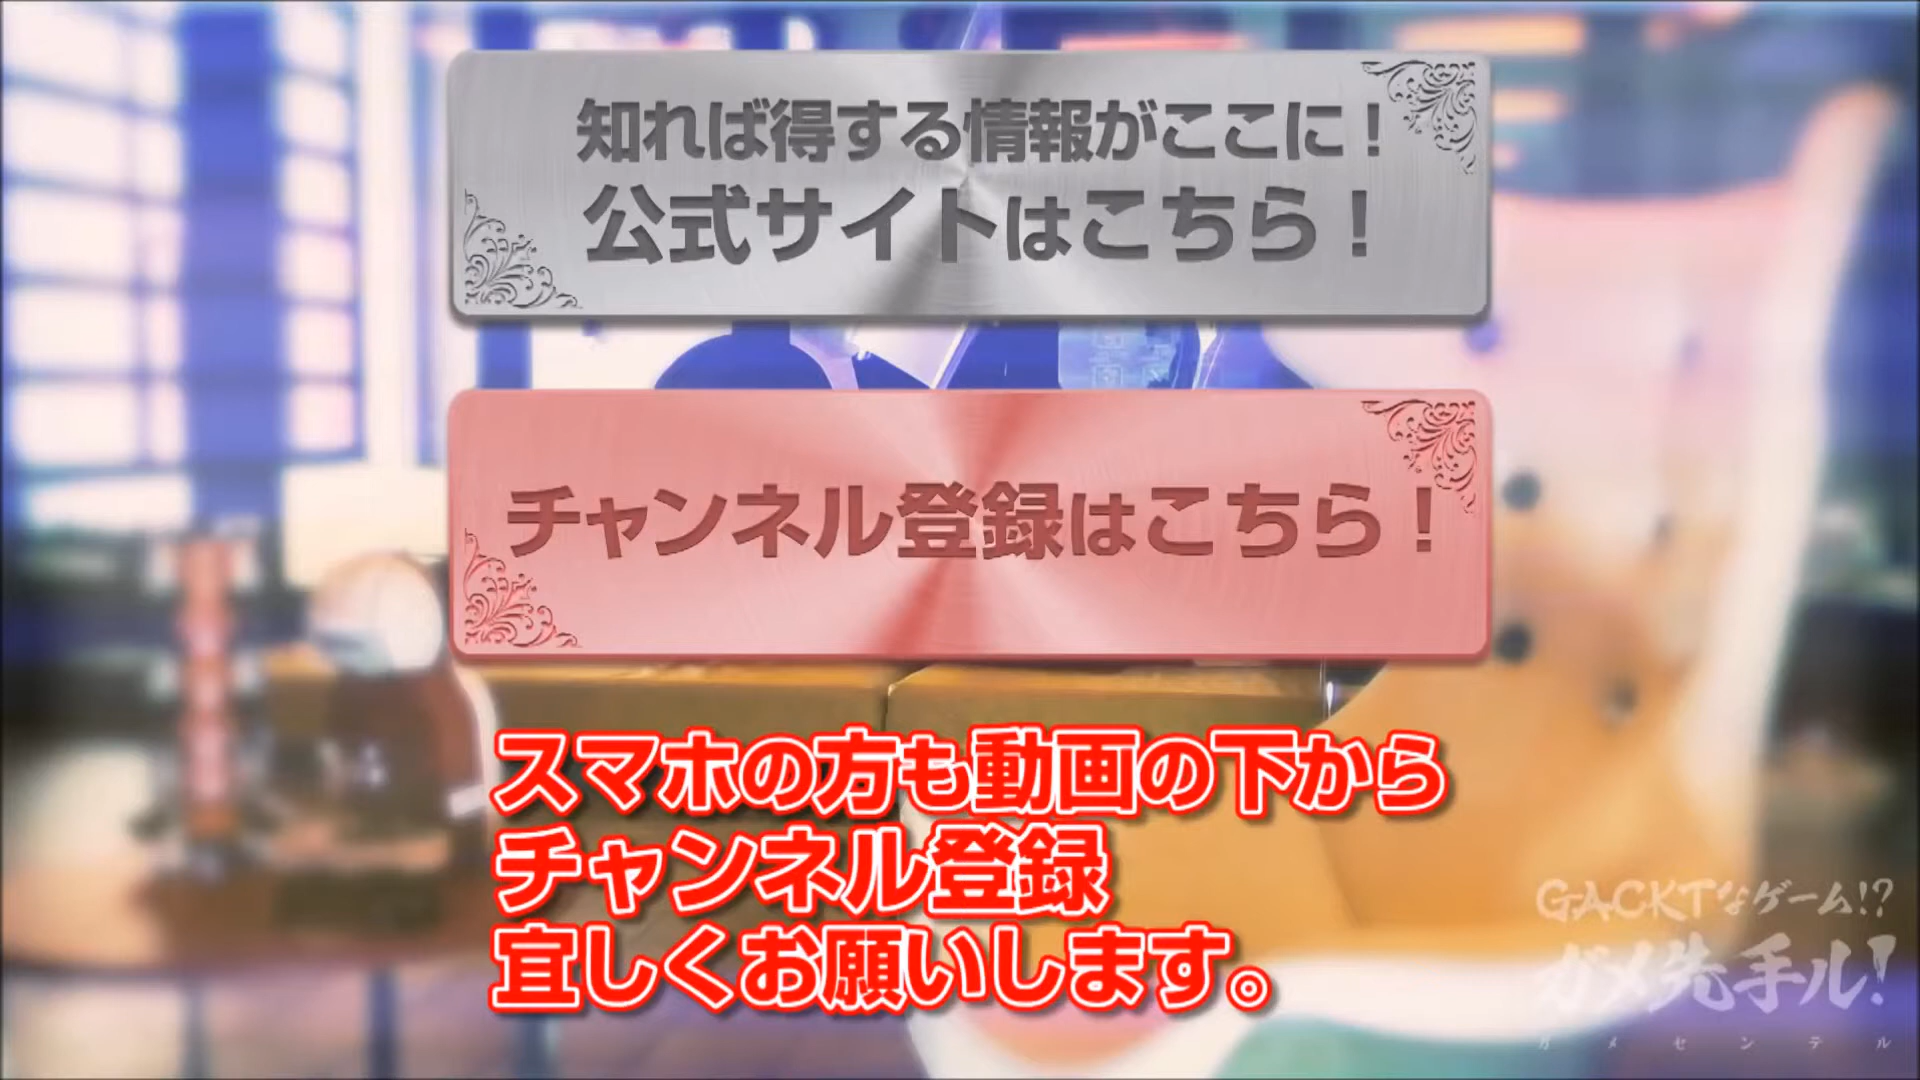 知れば得する情報がここに！
公式サイトはこちら！
チャンネル登録はこちら！
スマホの方も動画の下から
チャンネル登録
宜しくお願いします。
GACKTなゲーム!?
ガメ先手ル!
ガメセンテル